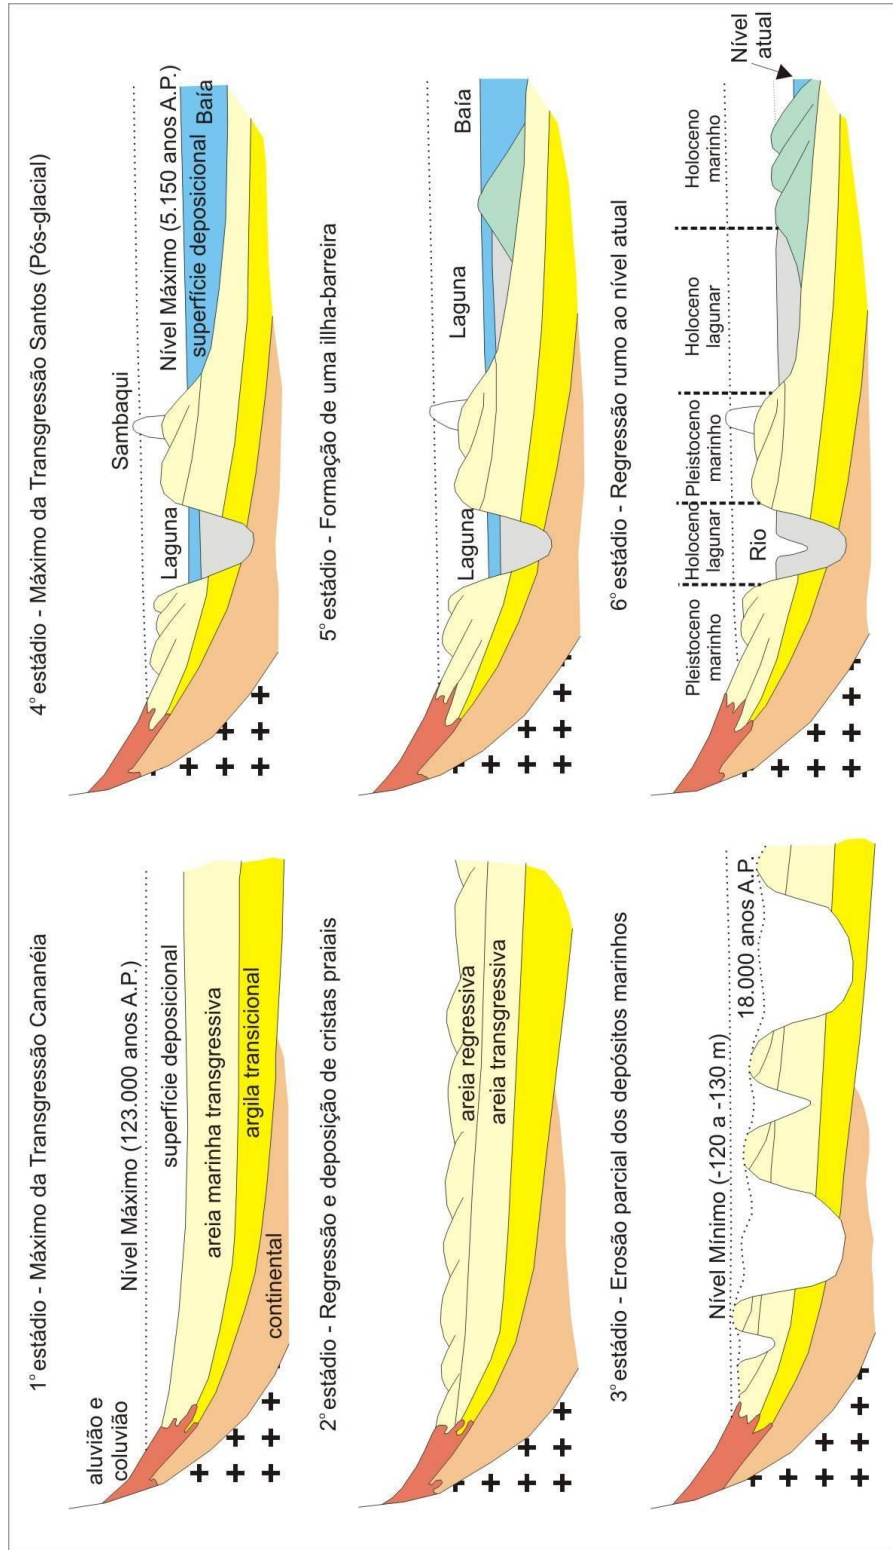 1º estádio - Máximo da Transgressão Cananéia
aluvião e
coluvião
Nível Máximo (123.000 anos A.P.)
superfície deposicional
areia marinha transgressiva
argila transicional
continental
2º estádio - Regressão e deposição de cristas praiais
areia regressiva
areia transgressiva
3º estádio - Erosão parcial dos depósitos marinhos
Nível Mínimo (-120 a -130 m)
18.000 anos A.P.
4º estádio - Máximo da Transgressão Santos (Pós-glacial)
Sambaqui
Nível Máximo (5.150 anos A.P.)
superfície deposicional
Baía
Laguna
5º estádio - Formação de uma illha-barreira
Laguna
Laguna
Baía
6º estádio - Regressão rumo ao nível atual
Nível
atual
Pleistoceno
marinho
Holoceno
lagunar
Pleistoceno
marinho
Holoceno
lagunar
Holoceno
marinho
Rio